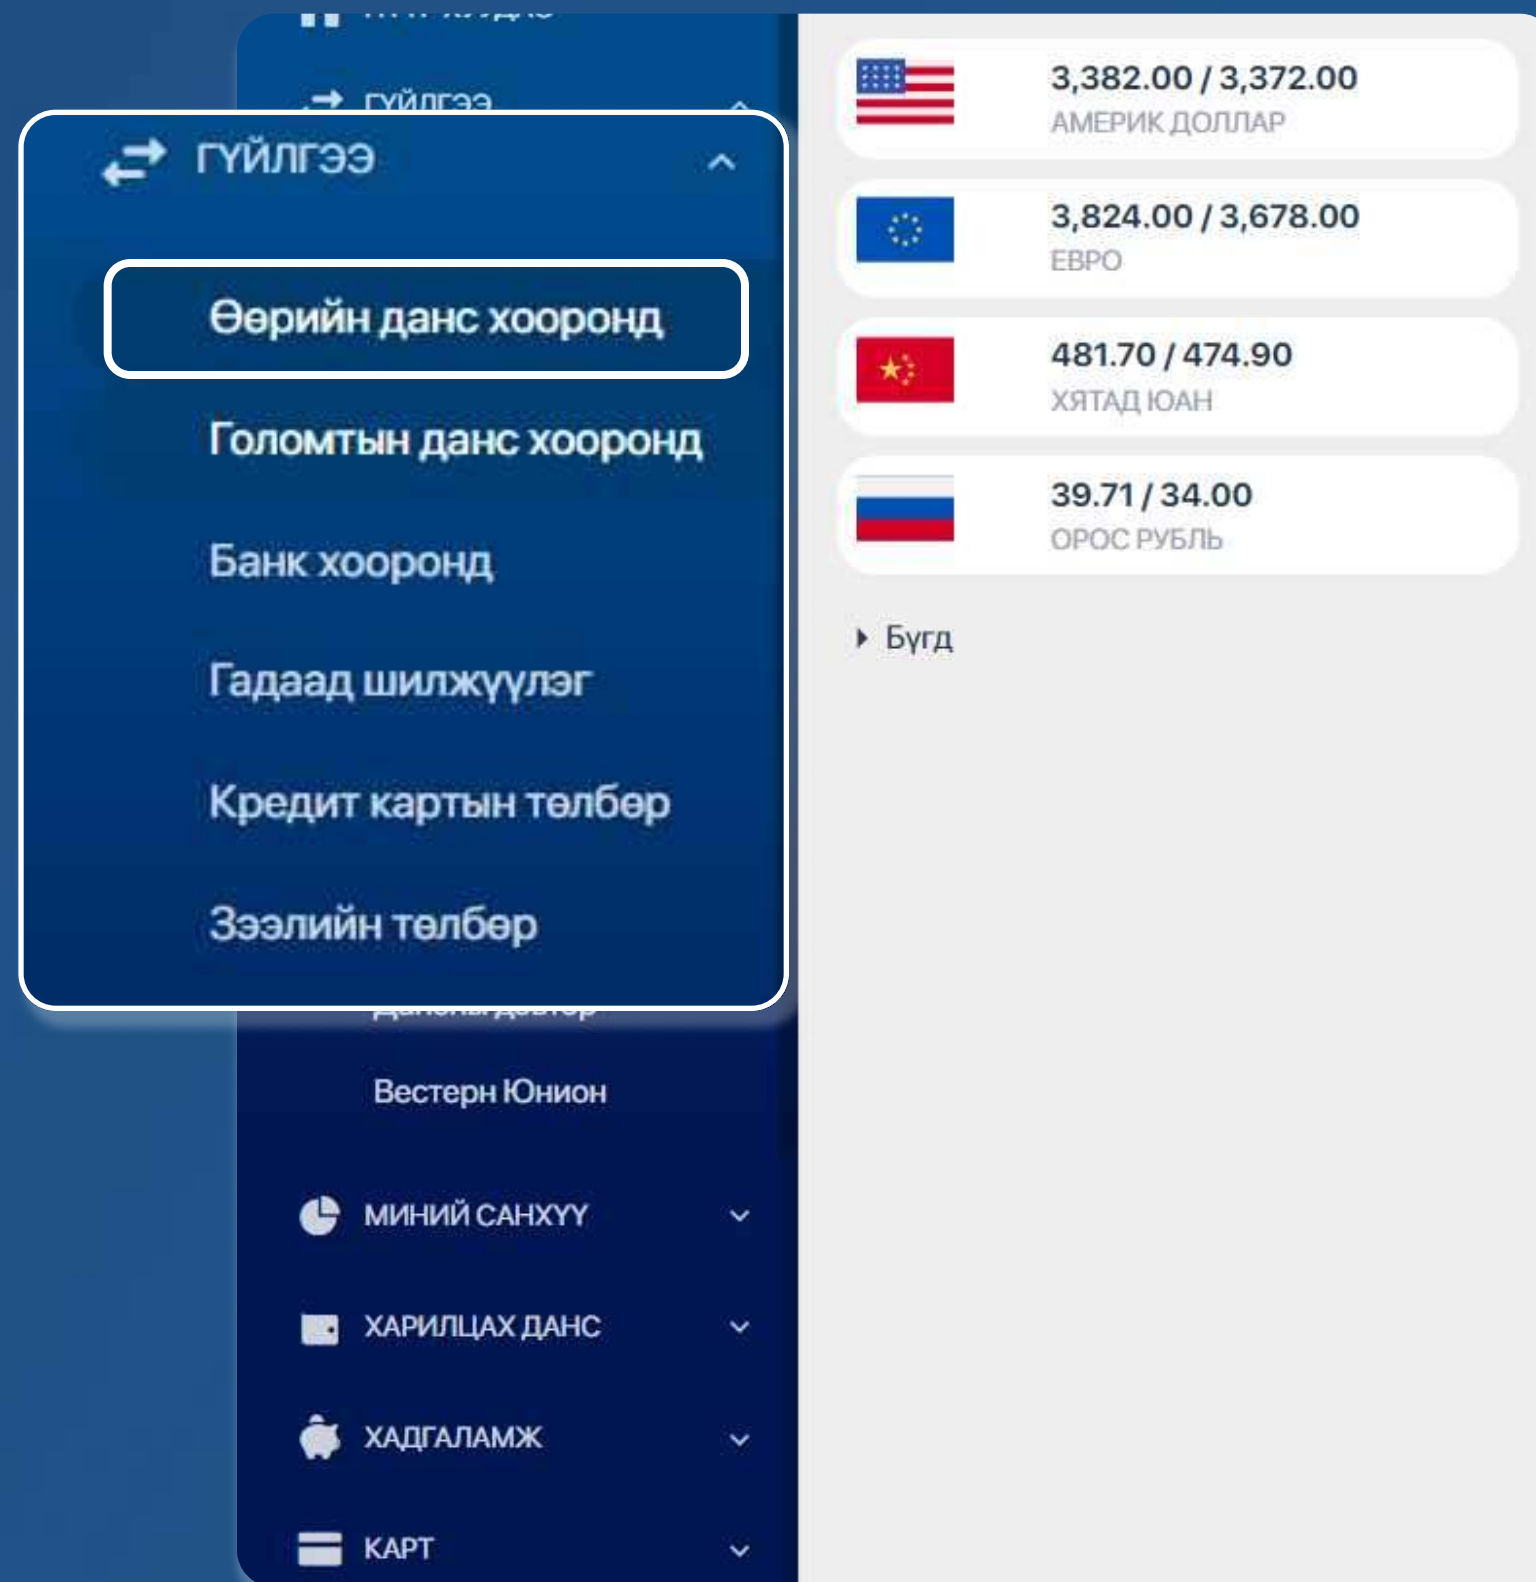 ГҮЙЛГЭЭ
ГҮЙЛГЭЭ
Өөрийн данс хооронд
Голомтын данс хооронд
Банк хооронд
Гадаад шилжүүлэг
Кредит картын төлбөр
Зээлийн төлбөр
Вестерн Юнион
МИНИЙ САНХҮҮ
ХАРИЛЦАХ ДАНС
ХАДГАЛАМЖ
КАРТ
3,382.00 / 3,372.00
АМЕРИК ДОЛЛАР
3,824.00 / 3,678.00
ЕВРО
481.70 / 474.90
ХЯТАД ЮАН
39.71 / 34.00
ОРОС РУБЛЬ
Бүгд